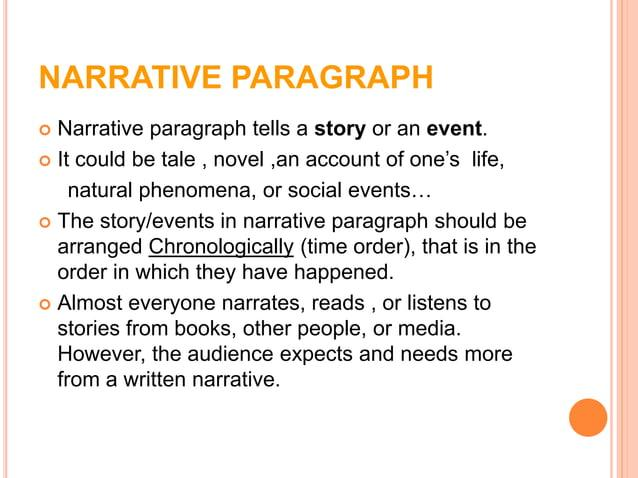 NARRATIVE PARAGRAPH
Narrative paragraph tells a story or an event.
It could be tale , novel ,an account of one’s  life,
natural phenomena, or social events…
The story/events in narrative paragraph should be
arranged Chronologically (time order), that is in the
order in which they have happened.
Almost everyone narrates, reads , or listens to
stories from books, other people, or media.
However, the audience expects and needs more
from a written narrative.